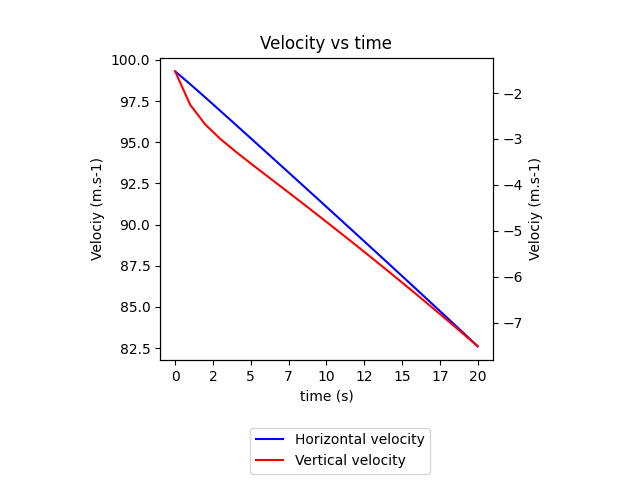 Velocity vs time
100.0
97.5
95.0
92.5
90.0
87.5
85.0
82.5
Velociy (m.s-1)
−2
−3
−4
−5
−6
−7
Velociy (m.s-1)
0 2 5 7 10 12 15 17 20
time (s)
Horizontal velocity
Vertical velocity